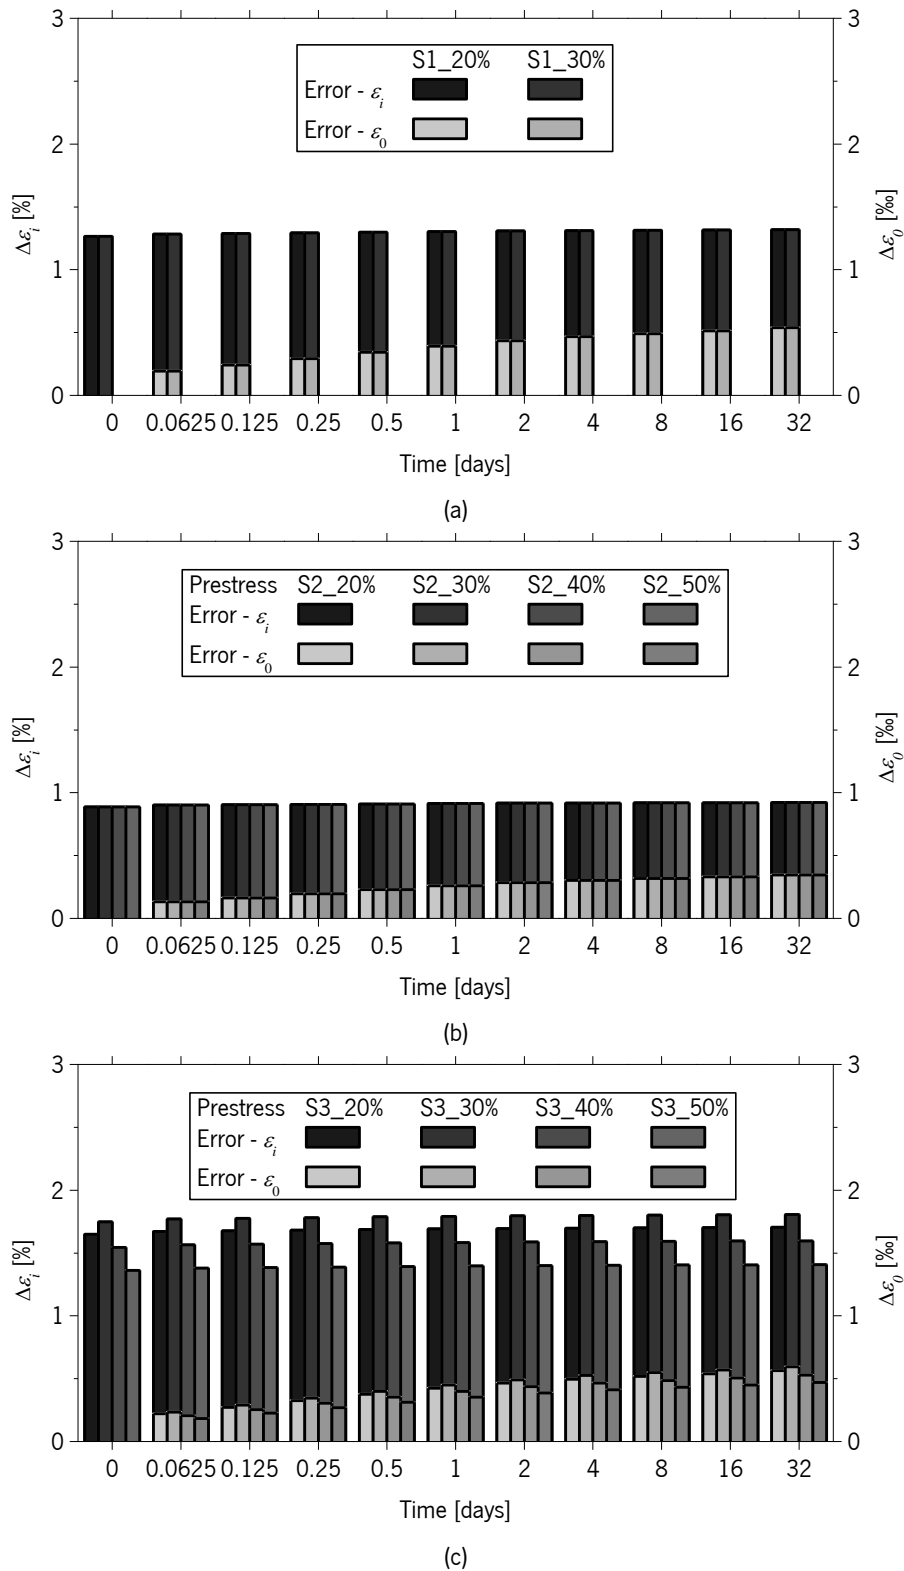 3 3
S1_20% S1_30%
Error - εi
Error - ε0
2 2
Δεi [%] Δε0 [‰]
1 1
0 0
0 0.0625 0.125 0.25 0.5 1 2 4 8 16 32
Time [days]
(a)
3 3
Prestress S2_20% S2_30% S2_40% S2_50%
Error - εi
Error - ε0
2 2
Δεi [%] Δε0 [‰]
1 1
0 0
0 0.0625 0.125 0.25 0.5 1 2 4 8 16 32
Time [days]
(b)
3 3
Prestress S3_20% S3_30% S3_40% S3_50%
Error - εi
Error - ε0
2 2
Δεi [%] Δε0 [‰]
1 1
0 0
0 0.0625 0.125 0.25 0.5 1 2 4 8 16 32
Time [days]
(c)